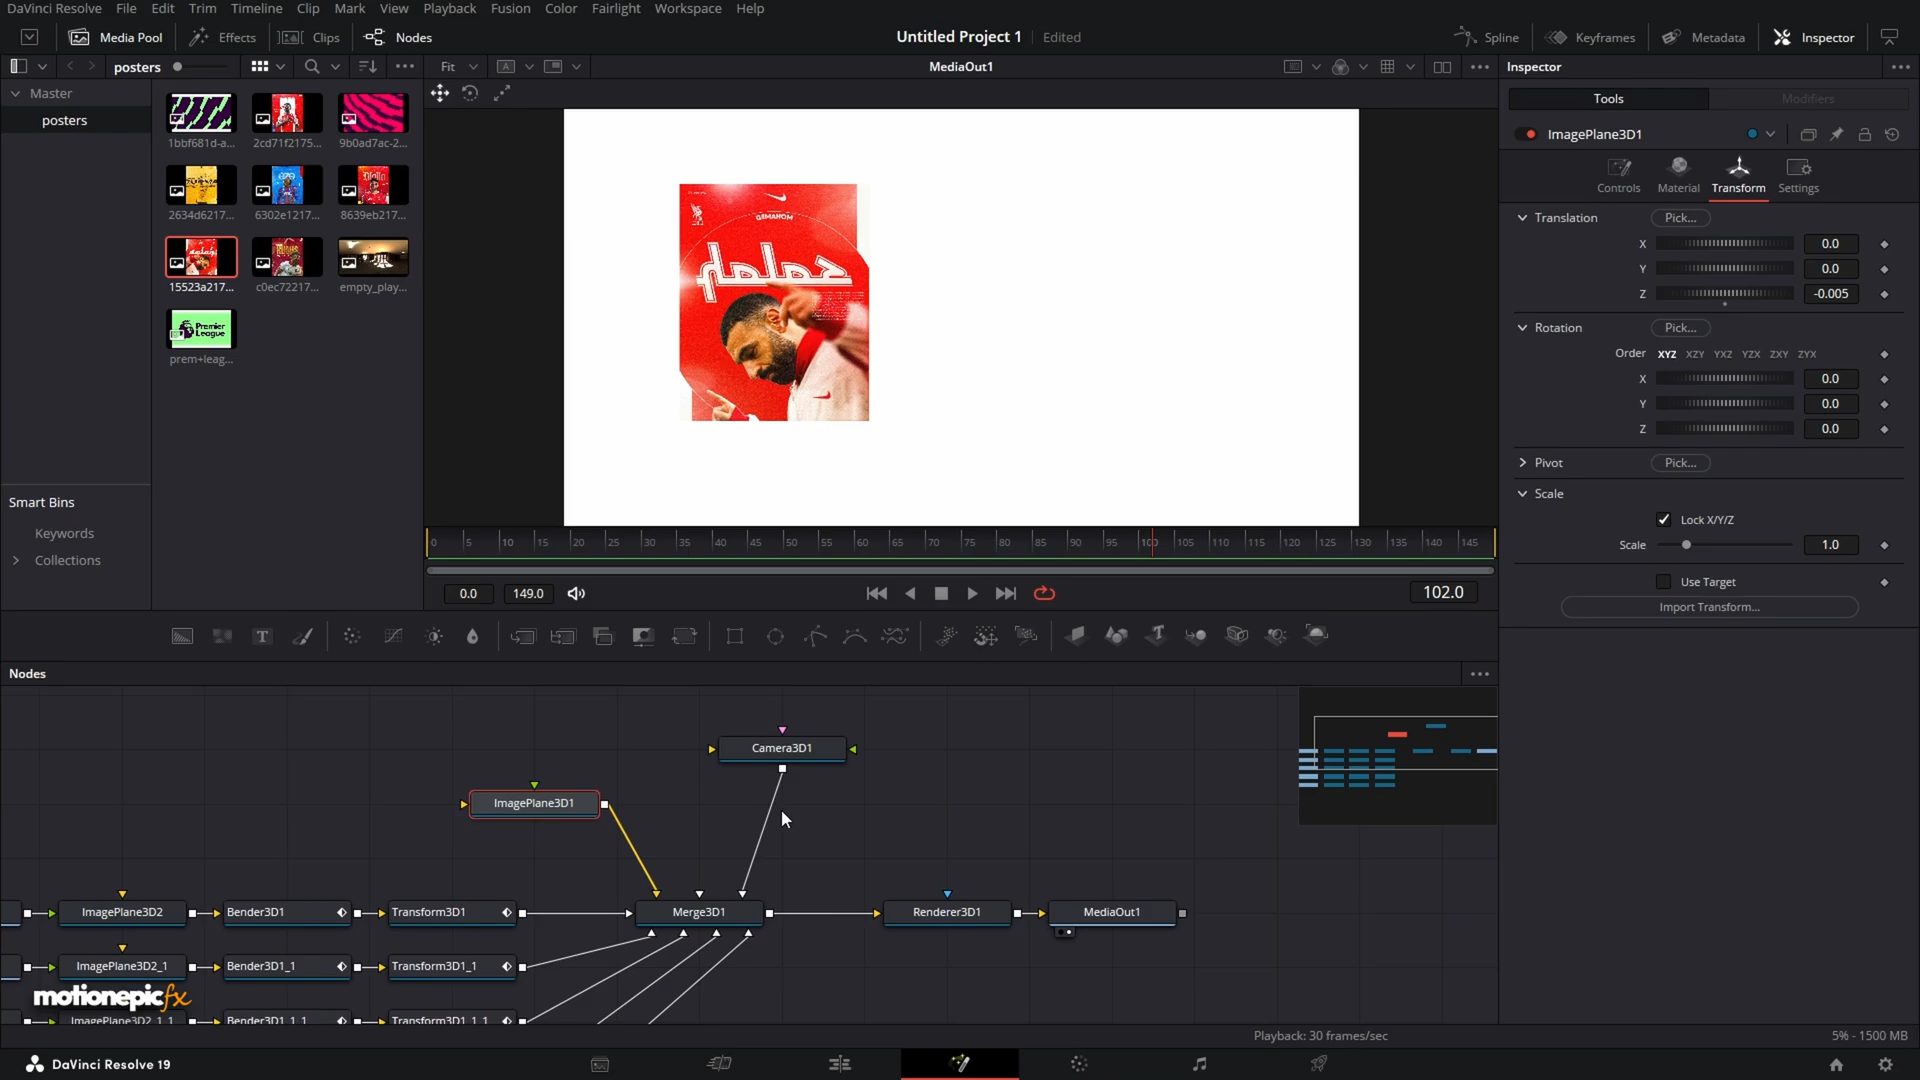 DaVinci Resolve File Edit Trim Timeline Clip Mark View Playback Fusion Color Fairlight Workspace Help
Media Pool Effects Clips Nodes Untitled Project 1 Edited Spline Keyframes Metadata Inspector
posters Fit MediaOut1 Inspector
Master
posters
1bbf681d-a... 2cd71f2175... 9b0ad7ac-2...
2634d6217... 6302e1217... 8639eb217...
15523a217... c0ec72217... empty_play...
Premier
League
prem+leag...
Smart Bins
Keywords
Collections
salah
Tools Modifiers
ImagePlane3D1
Controls Material Transform Settings
Translation Pick...
X 0.0
Y 0.0
Z -0.005
Rotation Pick...
Order XYZ XZY YXZ YZX ZXY ZYX
X 0.0
Y 0.0
Z 0.0
Pivot Pick...
Scale
Lock X/Y/Z
Scale 1.0
Use Target
Import Transform...
0 5 10 15 20 25 30 35 40 45 50 55 60 65 70 75 80 85 90 95 100 105 110 115 120 125 130 135 140 145
0.0 149.0 102.0
Nodes
Camera3D1
ImagePlane3D1
ImagePlane3D2 Bender3D1 Transform3D1 Merge3D1 Renderer3D1 MediaOut1
ImagePlane3D2_1 Bender3D1_1 Transform3D1_1
motionepicfx
ImagePlane3D2_1_1 Bender3D1_1_1 Transform3D1_1_1
Playback: 30 frames/sec 5% - 1500 MB
DaVinci Resolve 19